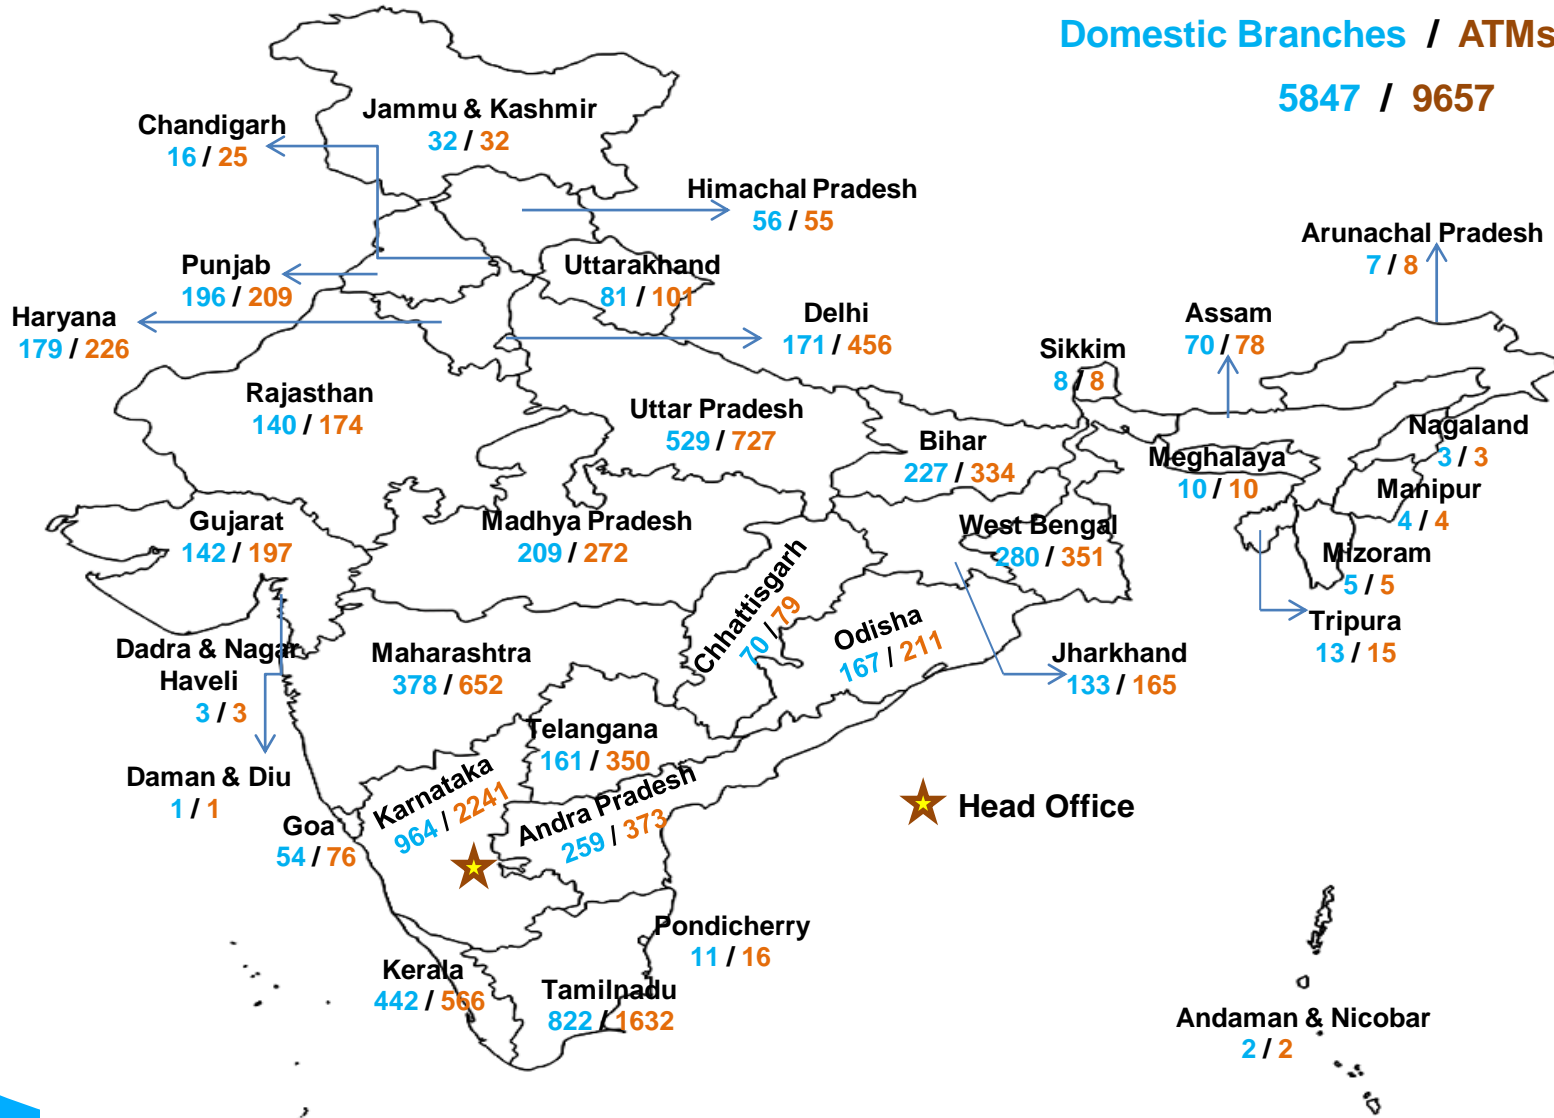 Domestic Branches / ATMs
5847 / 9657
Jammu & Kashmir
32 / 32
Chandigarh
16 / 25
Himachal Pradesh
56 / 55
Arunachal Pradesh
7 / 8
Punjab
196 / 209
Uttarakhand
81 / 101
Haryana
179 / 226
Delhi
171 / 456
Assam
70 / 78
Sikkim
8 / 8
Rajasthan
140 / 174
Uttar Pradesh
529 / 727
Bihar
227 / 334
Nagaland
3 / 3
Meghalaya
10 / 10
Manipur
4 / 4
Gujarat
142 / 197
Madhya Pradesh
209 / 272
West Bengal
280 / 351
Mizoram
5 / 5
Chhattisgarh
70 / 79
Odisha
167 / 211
Tripura
13 / 15
Dadra & Nagar
Haveli
3 / 3
Maharashtra
378 / 652
Jharkhand
133 / 165
Telangana
161 / 350
Daman & Diu
1 / 1
Karnataka
964 / 2241
Andra Pradesh
259 / 373
Head Office
Goa
54 / 76
Pondicherry
11 / 16
Kerala
442 / 566
Tamilnadu
822 / 1632
Andaman & Nicobar
2 / 2